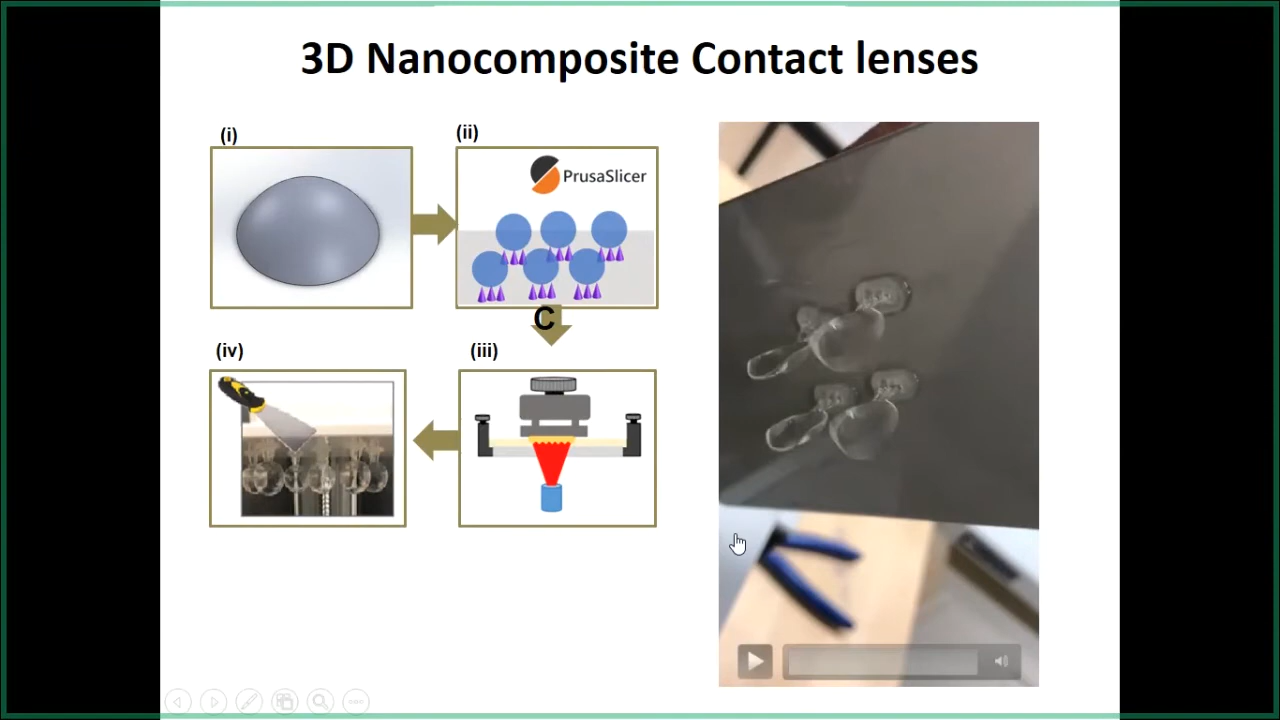 3D Nanocomposite Contact lenses
(i)
(ii)
PrusaSlicer
C
(iv)
(iii)